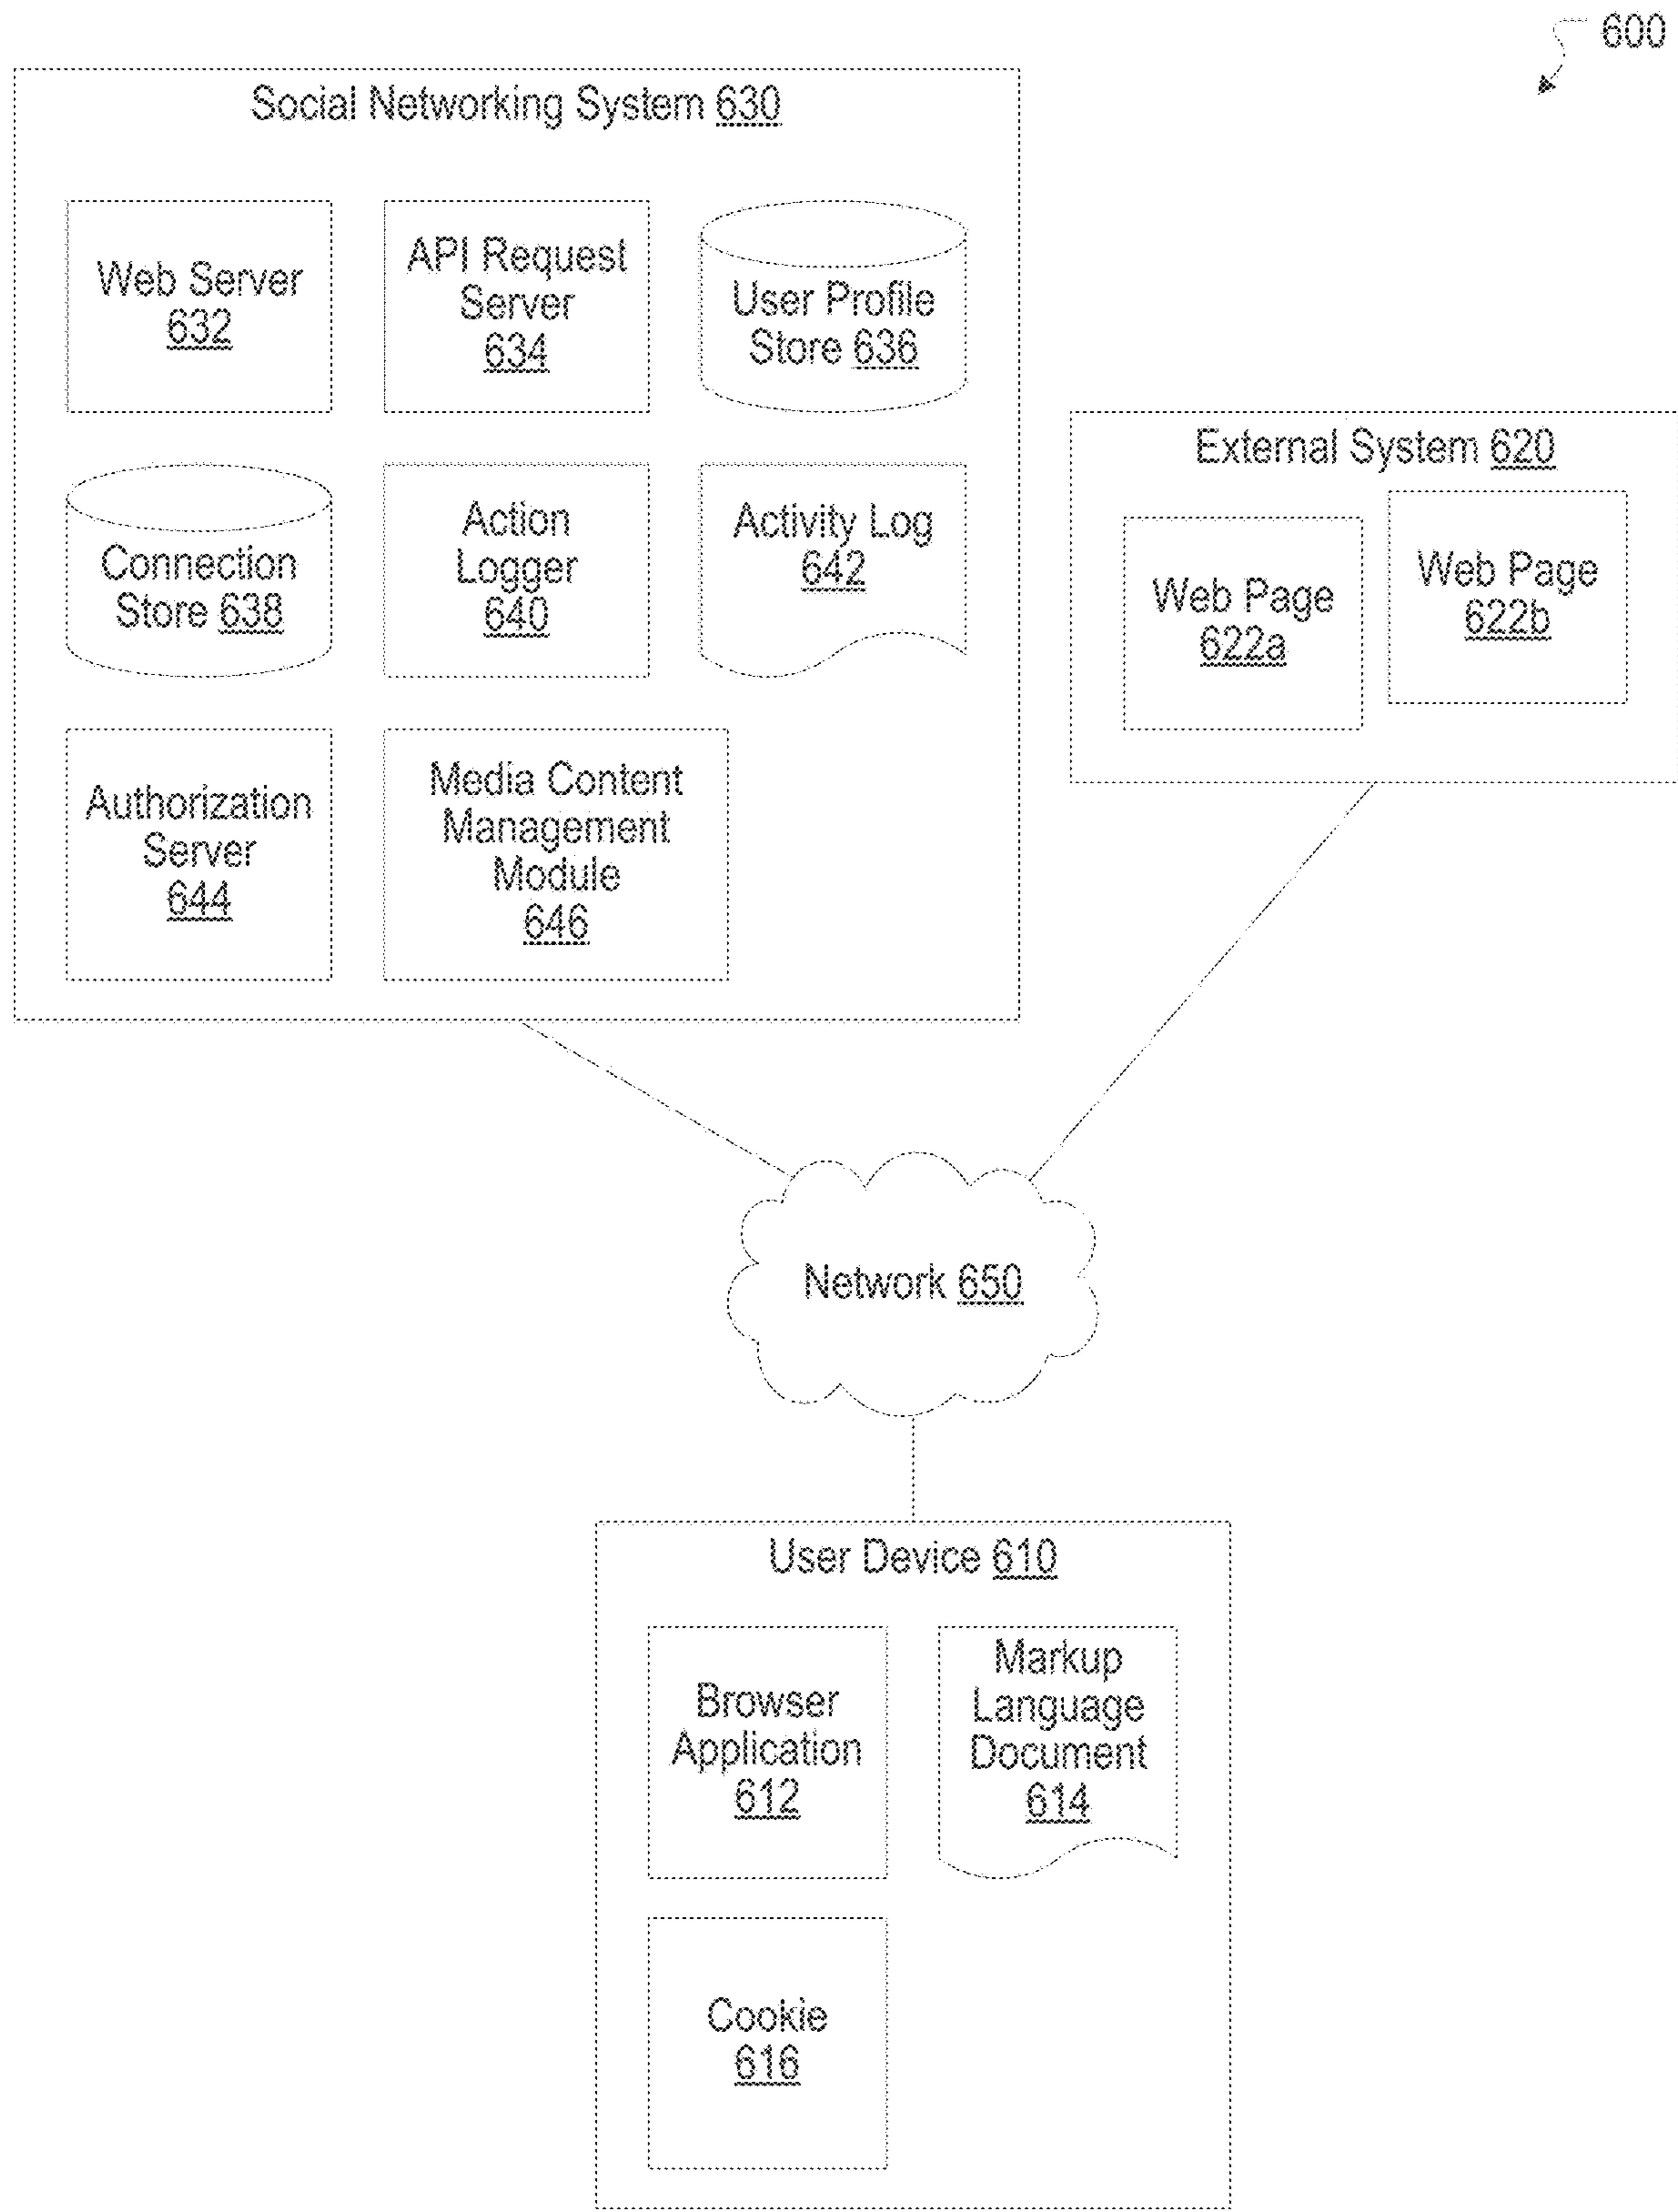 600
Social Networking System 630
Web Server
632
API Request
Server
634
User Profile
Store 636
Connection
Store 638
Action
Logger
640
Activity Log
642
Authorization
Server
644
Media Content
Management
Module
646
External System 620
Web Page
622a
Web Page
622b
Network 650
User Device 610
Browser
Application
612
Markup
Language
Document
614
Cookie
616